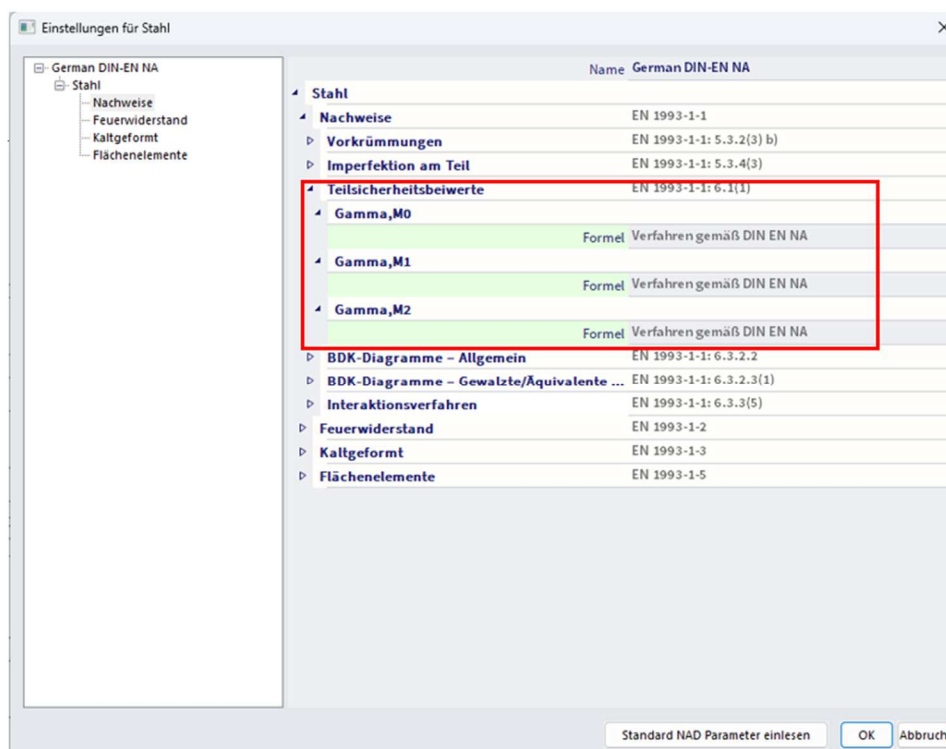 Einstellungen für Stahl
German DIN-EN NA
Stahl
Nachweise
Feuerwiderstand
Kaltgeformt
Flächenelemente
Name German DIN-EN NA
Stahl
Nachweise EN 1993-1-1
Vorkrümmungen EN 1993-1-1: 5.3.2(3) b)
Imperfektion am Teil EN 1993-1-1: 5.3.4(3)
Teilsicherheitsbeiwerte EN 1993-1-1: 6.1(1)
Gamma,M0
Formel Verfahren gemäß DIN EN NA
Gamma,M1
Formel Verfahren gemäß DIN EN NA
Gamma,M2
Formel Verfahren gemäß DIN EN NA
BDK-Diagramme – Allgemein EN 1993-1-1: 6.3.2.2
BDK-Diagramme – Gewalzte/Äquivalente ... EN 1993-1-1: 6.3.2.3(1)
Interaktionsverfahren EN 1993-1-1: 6.3.3(5)
Feuerwiderstand EN 1993-1-2
Kaltgeformt EN 1993-1-3
Flächenelemente EN 1993-1-5
Standard NAD Parameter einlesen OK Abbruch